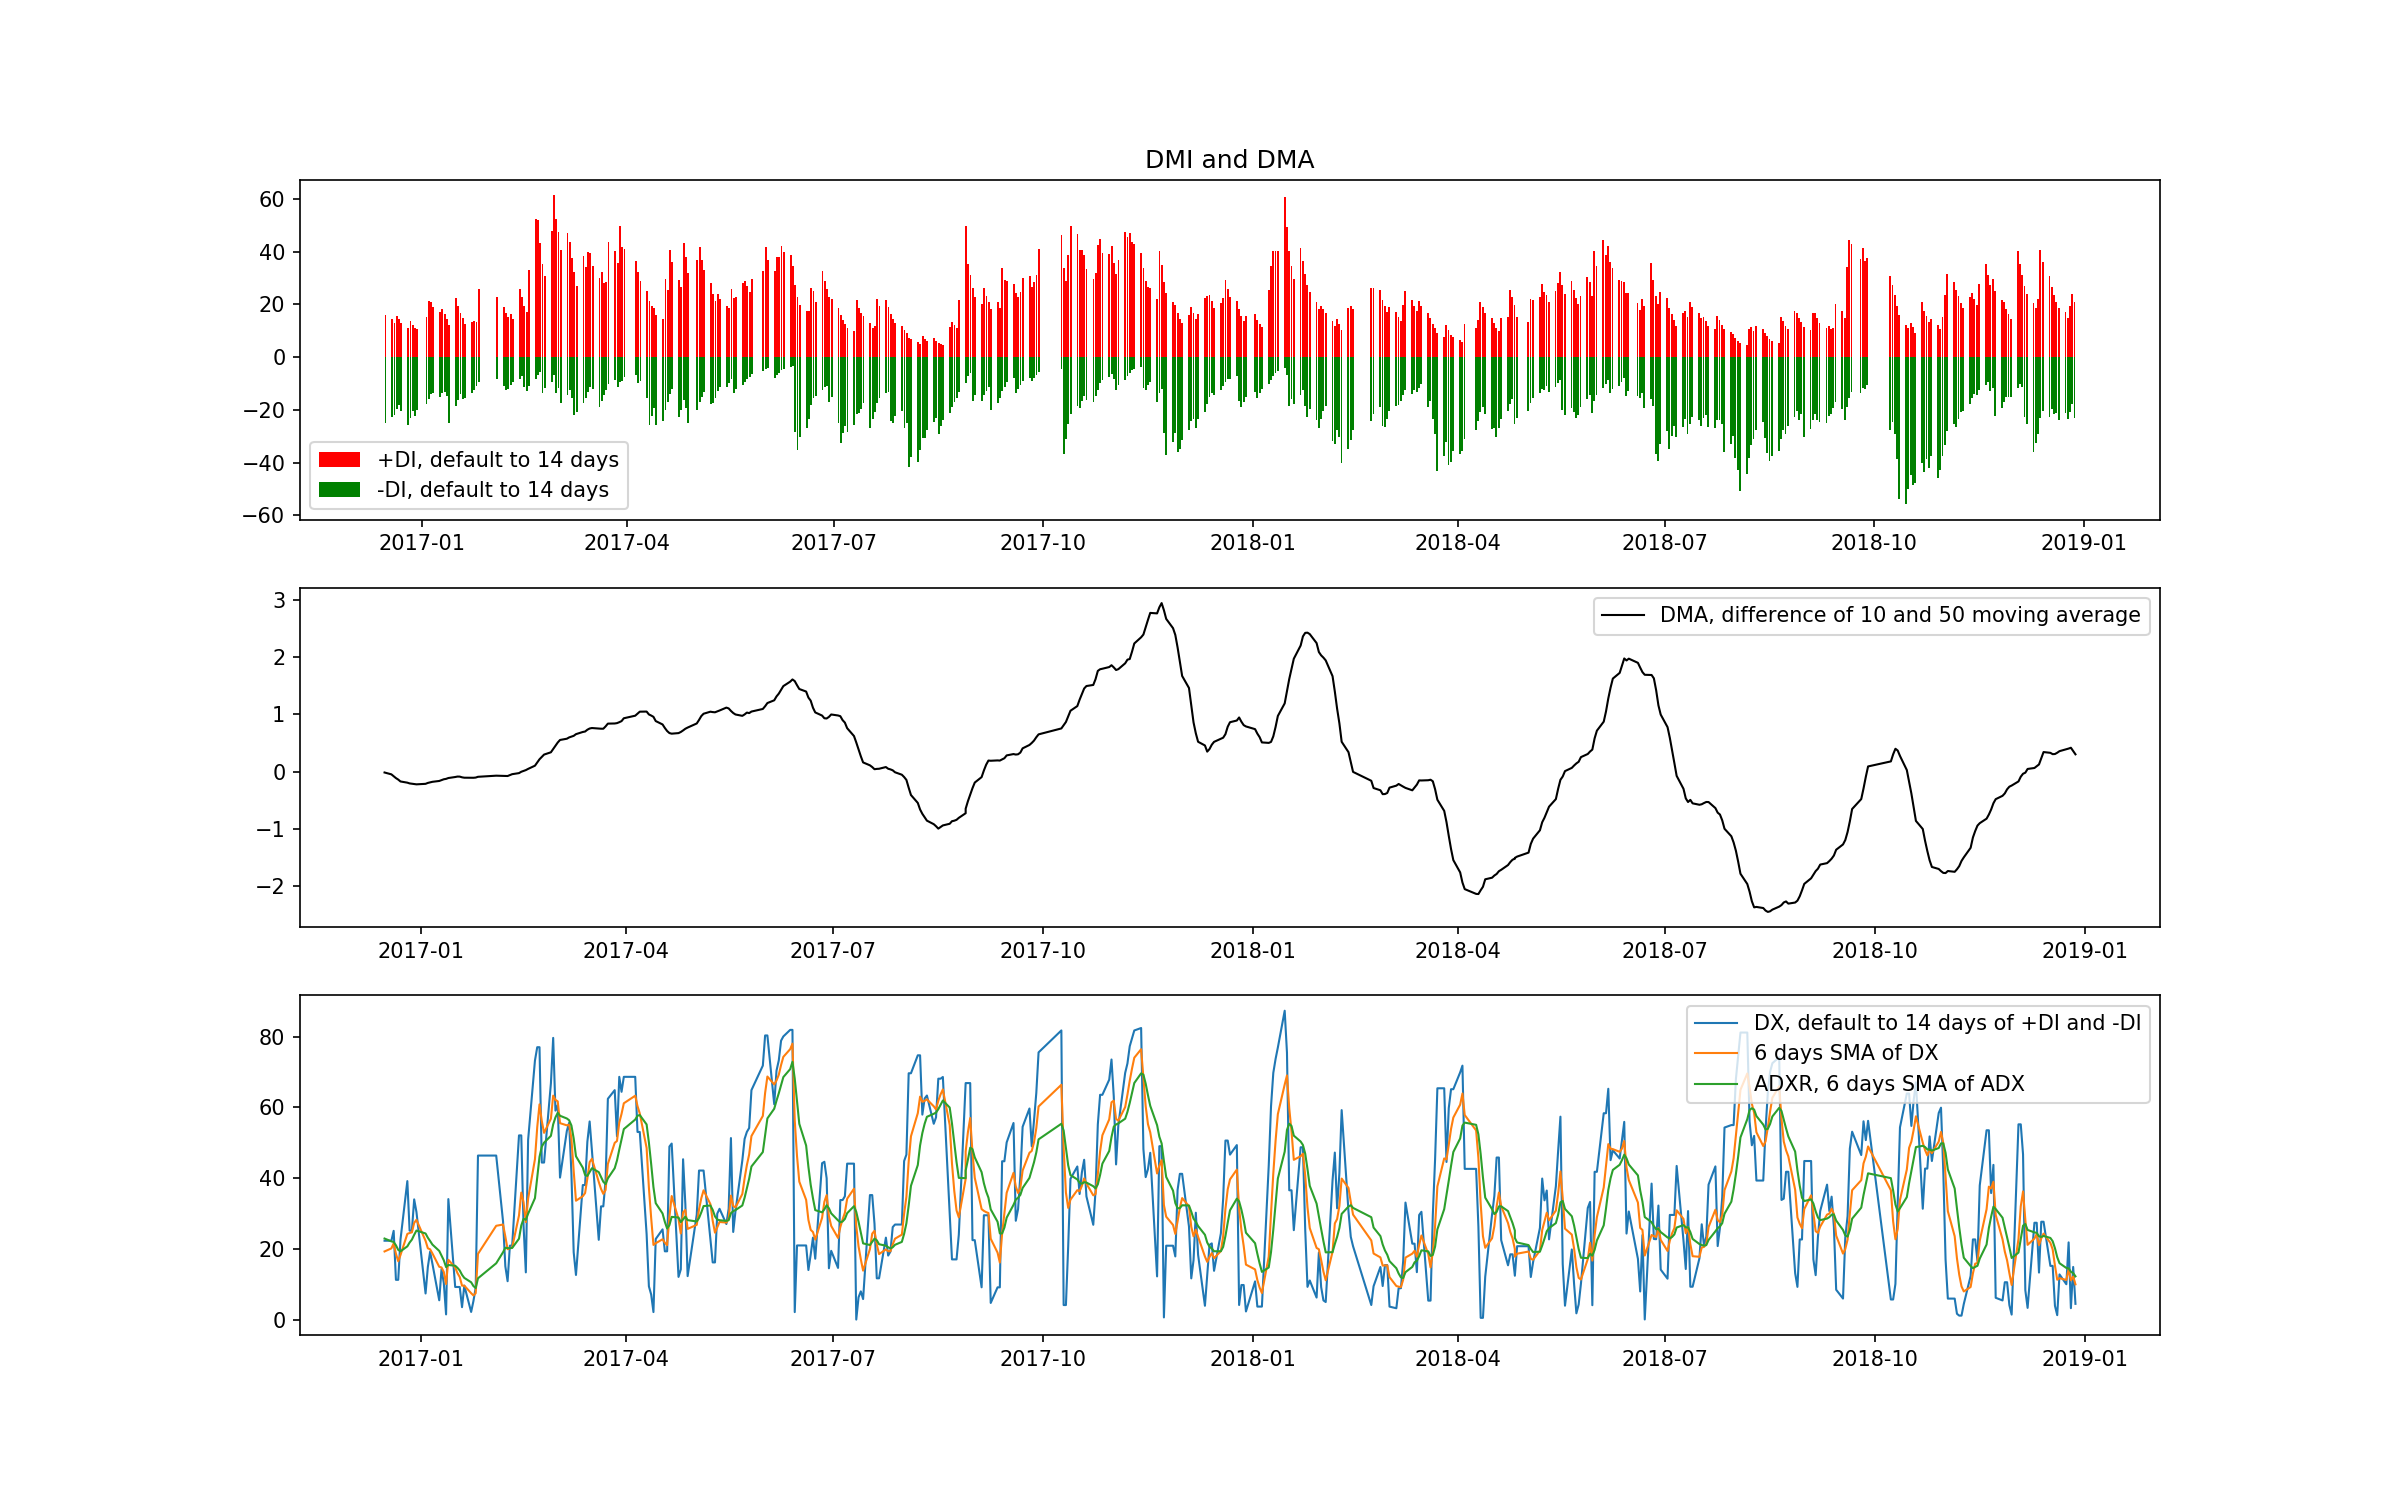 DMI and DMA
60
40
20
0
−20
−40
−60
+DI, default to 14 days
-DI, default to 14 days
2017-01 2017-04 2017-07 2017-10 2018-01 2018-04 2018-07 2018-10 2019-01
3
2
1
0
−1
−2
DMA, difference of 10 and 50 moving average
2017-01 2017-04 2017-07 2017-10 2018-01 2018-04 2018-07 2018-10 2019-01
80
60
40
20
0
DX, default to 14 days of +DI and -DI
6 days SMA of DX
ADXR, 6 days SMA of ADX
2017-01 2017-04 2017-07 2017-10 2018-01 2018-04 2018-07 2018-10 2019-01